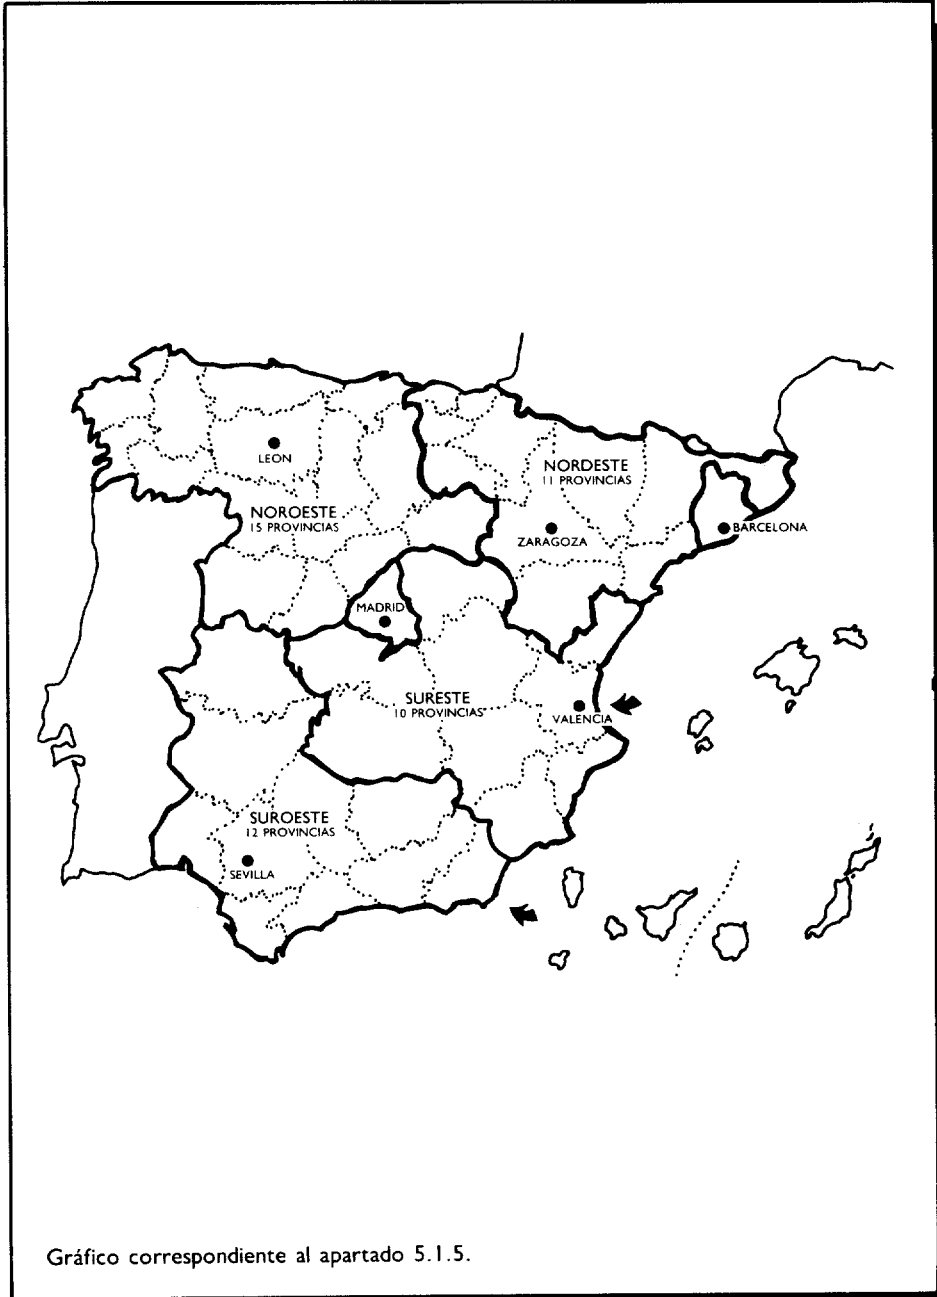 LEON
NORDESTE
11 PROVINCIAS
NOROESTE
15 PROVINCIAS
BARCELONA
ZARAGOZA
MADRID
SURESTE
10 PROVINCIAS
VALENCIA
SUROESTE
12 PROVINCIAS
SEVILLA
Gráfico correspondiente al apartado 5.1.5.